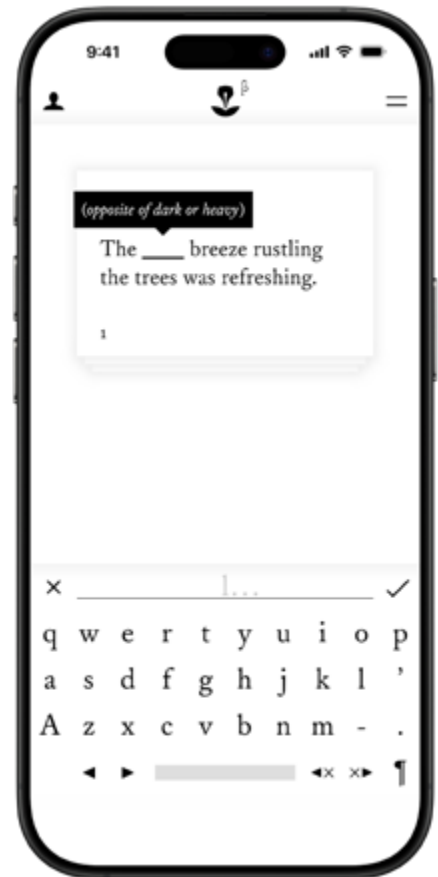 9:41
β
(opposite of dark or heavy)
The ____ breeze rustling
the trees was refreshing.
1
l...
q w e r t y u i o p
a s d f g h j k l ’
A z x c v b n m - .
¶